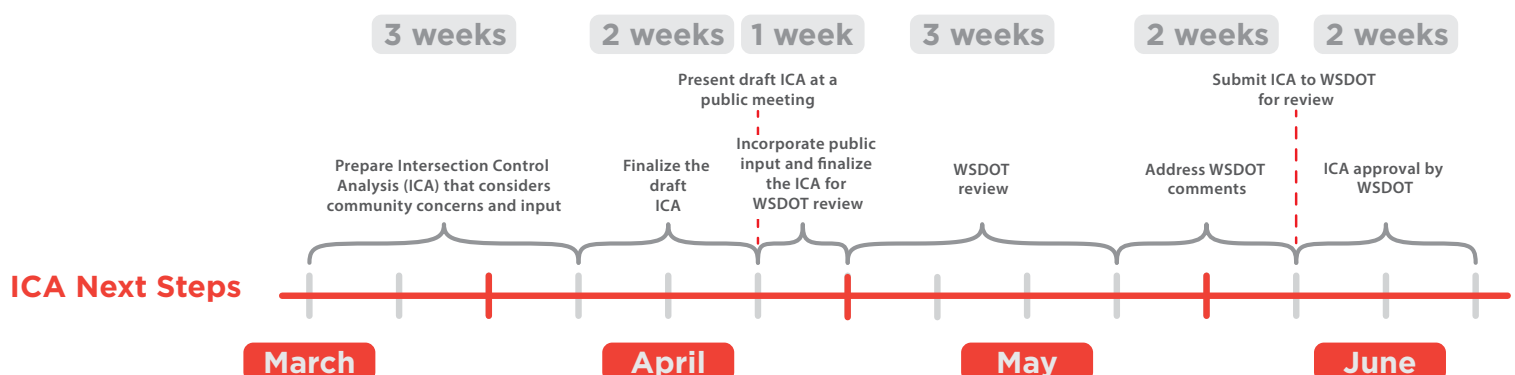 3 weeks
2 weeks
1 week
3 weeks
2 weeks
2 weeks
Present draft ICA at a
public meeting
Submit ICA to WSDOT
for review
Prepare Intersection Control
Analysis (ICA) that considers
community concerns and input
Finalize the
draft
ICA
Incorporate public
input and finalize
the ICA for
WSDOT review
WSDOT
review
Address WSDOT
comments
ICA approval by
WSDOT
ICA Next Steps
March
April
May
June